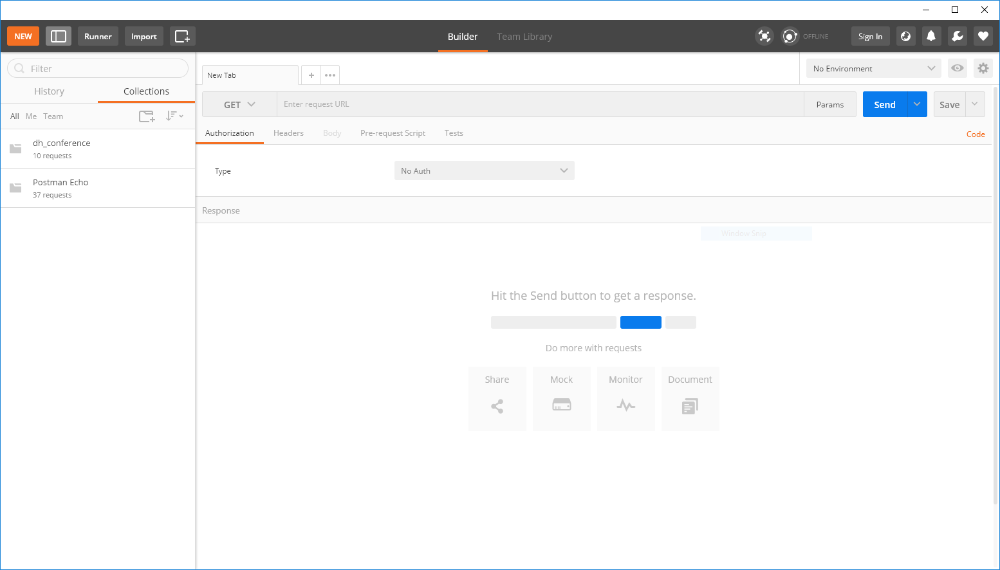 NEW Runner Import Builder Team Library OFFLINE Sign In
Filter
History Collections
All Me Team
dh_conference
10 requests
Postman Echo
37 requests
New Tab + No Environment
GET Enter request URL Params Send Save
Authorization Headers Body Pre-request Script Tests Code
Type No Auth
Response
Window Snip
Hit the Send button to get a response.
Do more with requests
Share Mock Monitor Document